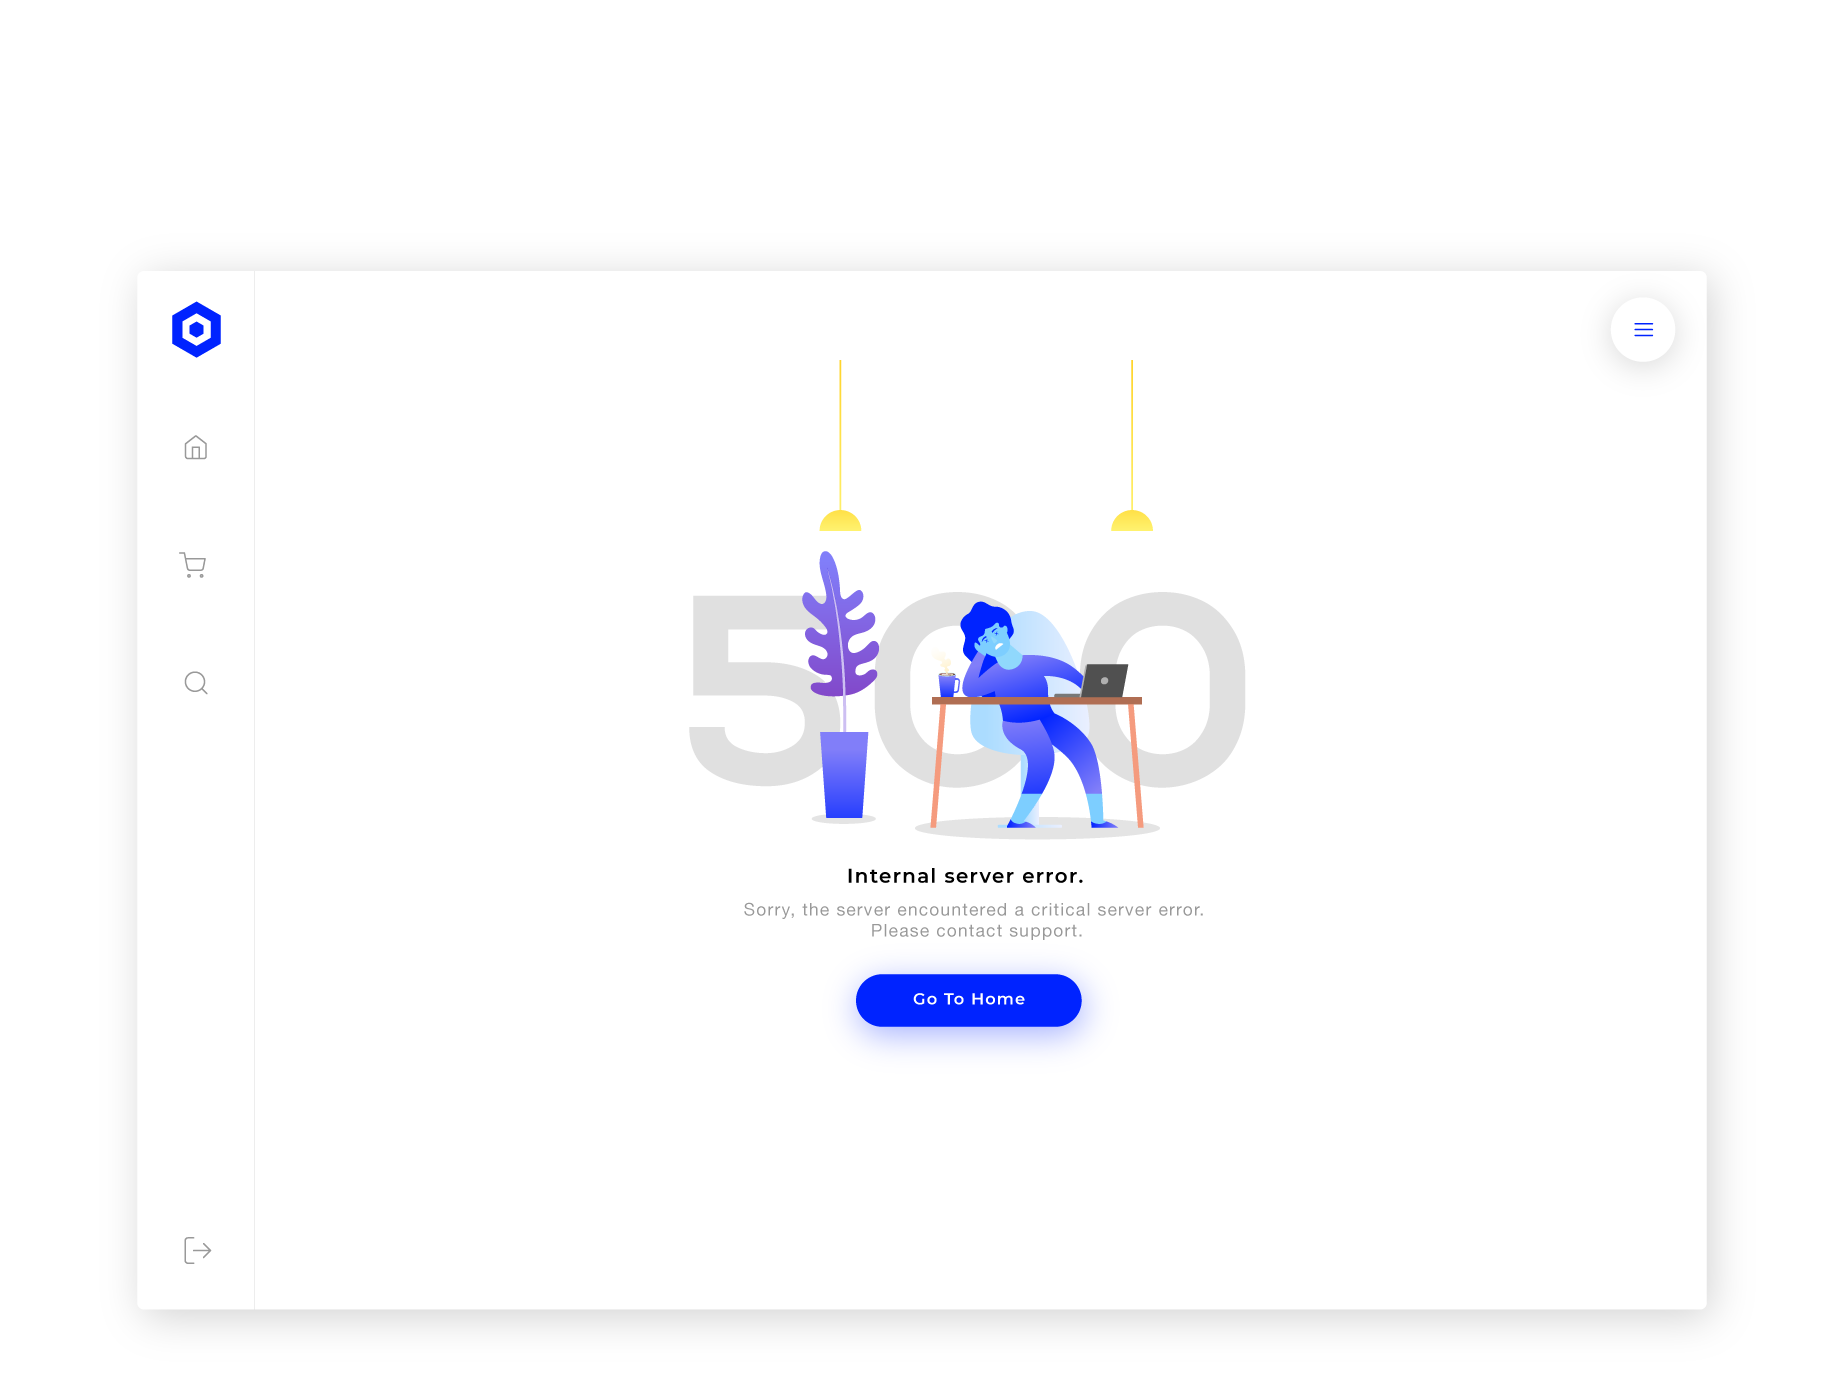 500
Internal server error.
Sorry, the server encountered a critical server error.
Please contact support.
Go To Home